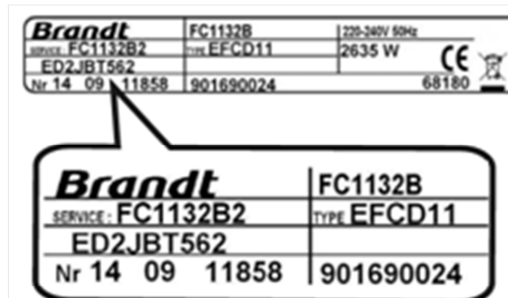 Brandt FC1132B 220-240V 50Hz
SERVICE : FC1132B2 TYPE EFCD11 2635 W
CE
ED2JBT562
Nr 14 09 11858 901690024 68180
Brandt FC1132B
SERVICE : FC1132B2 TYPE EFCD11
ED2JBT562
Nr 14 09 11858 901690024